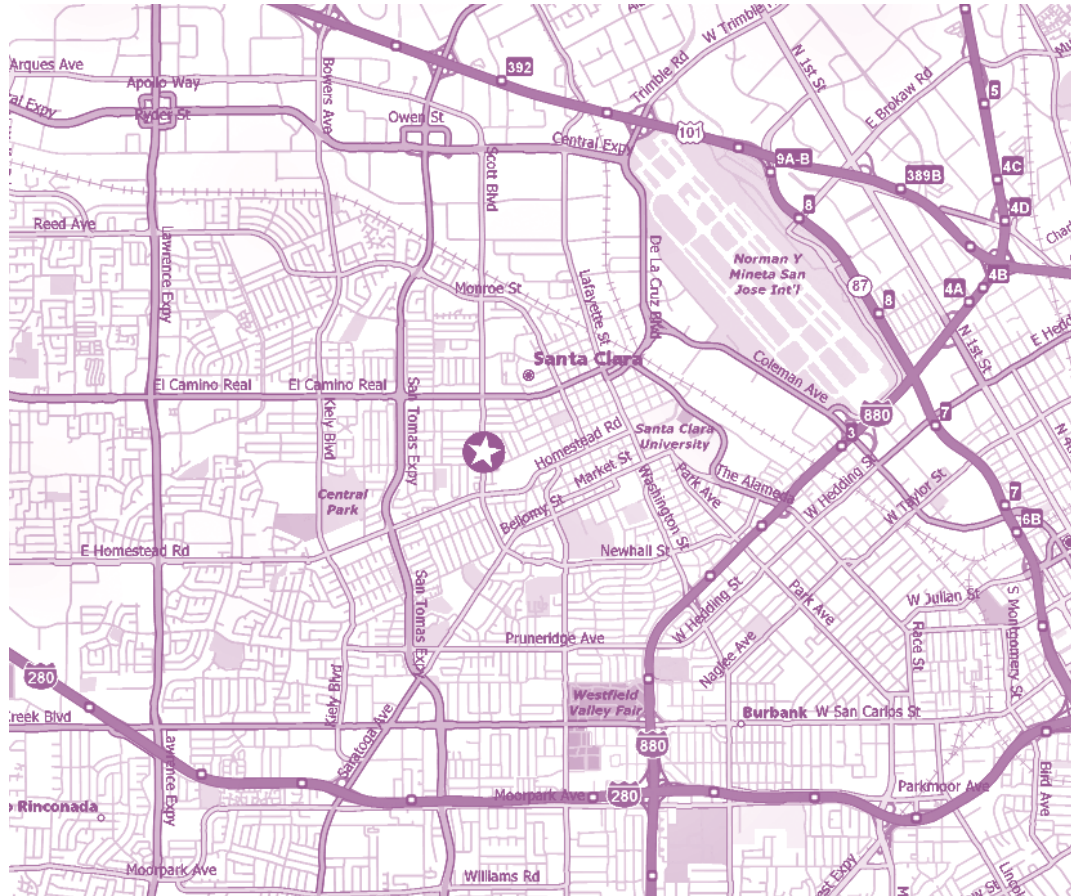 W Trimble Rd
N 1st St
392
Arques Ave
Apollo Way
Bowers Ave
Trimble Rd
E Brokaw Rd
5
Ryder St
Owen St
Central Expy
101
Scott Blvd
9A-B
389B
4C
4D
8
Reed Ave
Lawrence Expy
De La Cruz Blvd
Norman Y
Mineta San
Jose Int'l
87
4B
4A
8
Monroe St
Lafayette St
N 1st St
E Hedd
Santa Clara
Coleman Ave
El Camino Real
El Camino Real
Kiely Blvd
San Tomas Expy
880
7
3
Homestead Rd
Santa Clara
University
Market St
Washington St
Park Ave
The Alameda
W Hedding St
W Taylor St
Central
Park
Bellomy St
7
6B
E Homestead Rd
Newhall St
San Tomas Expy
Park Ave
W Julian St
S Montgomery St
Race St
Pruneridge Ave
W Hedding St
Naglee Ave
280
Kiely Blvd
Westfield
Valley Fair
Creek Blvd
Burbank
W San Carlos St
Saratoga Ave
880
Lawrence Expy
Rinconada
Moorpark Ave
280
Parkmoor Ave
Bird Ave
Moorpark Ave
Williams Rd